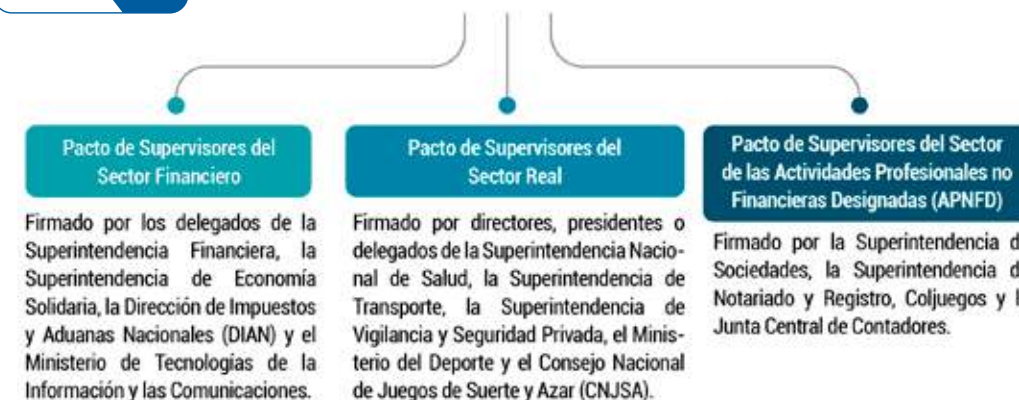 Pacto de Supervisores del
Sector Financiero
Firmado por los delegados de la
Superintendencia Financiera, la
Superintendencia de Economía
Solidaria, la Dirección de Impuestos
y Aduanas Nacionales (DIAN) y el
Ministerio de Tecnologías de la
Información y las Comunicaciones.
Pacto de Supervisores del
Sector Real
Firmado por directores, presidentes o
delegados de la Superintendencia Nacio-
nal de Salud, la Superintendencia de
Transporte, la Superintendencia de
Vigilancia y Seguridad Privada, el Minis-
terio del Deporte y el Consejo Nacional
de Juegos de Suerte y Azar (CNJSA).
Pacto de Supervisores del Sector
de las Actividades Profesionales no
Financieras Designadas (APNFD)
Firmado por la Superintendencia
Sociedades, la Superintendencia
Notariado y Registro, Coljuegos y
Junta Central de Contadores.